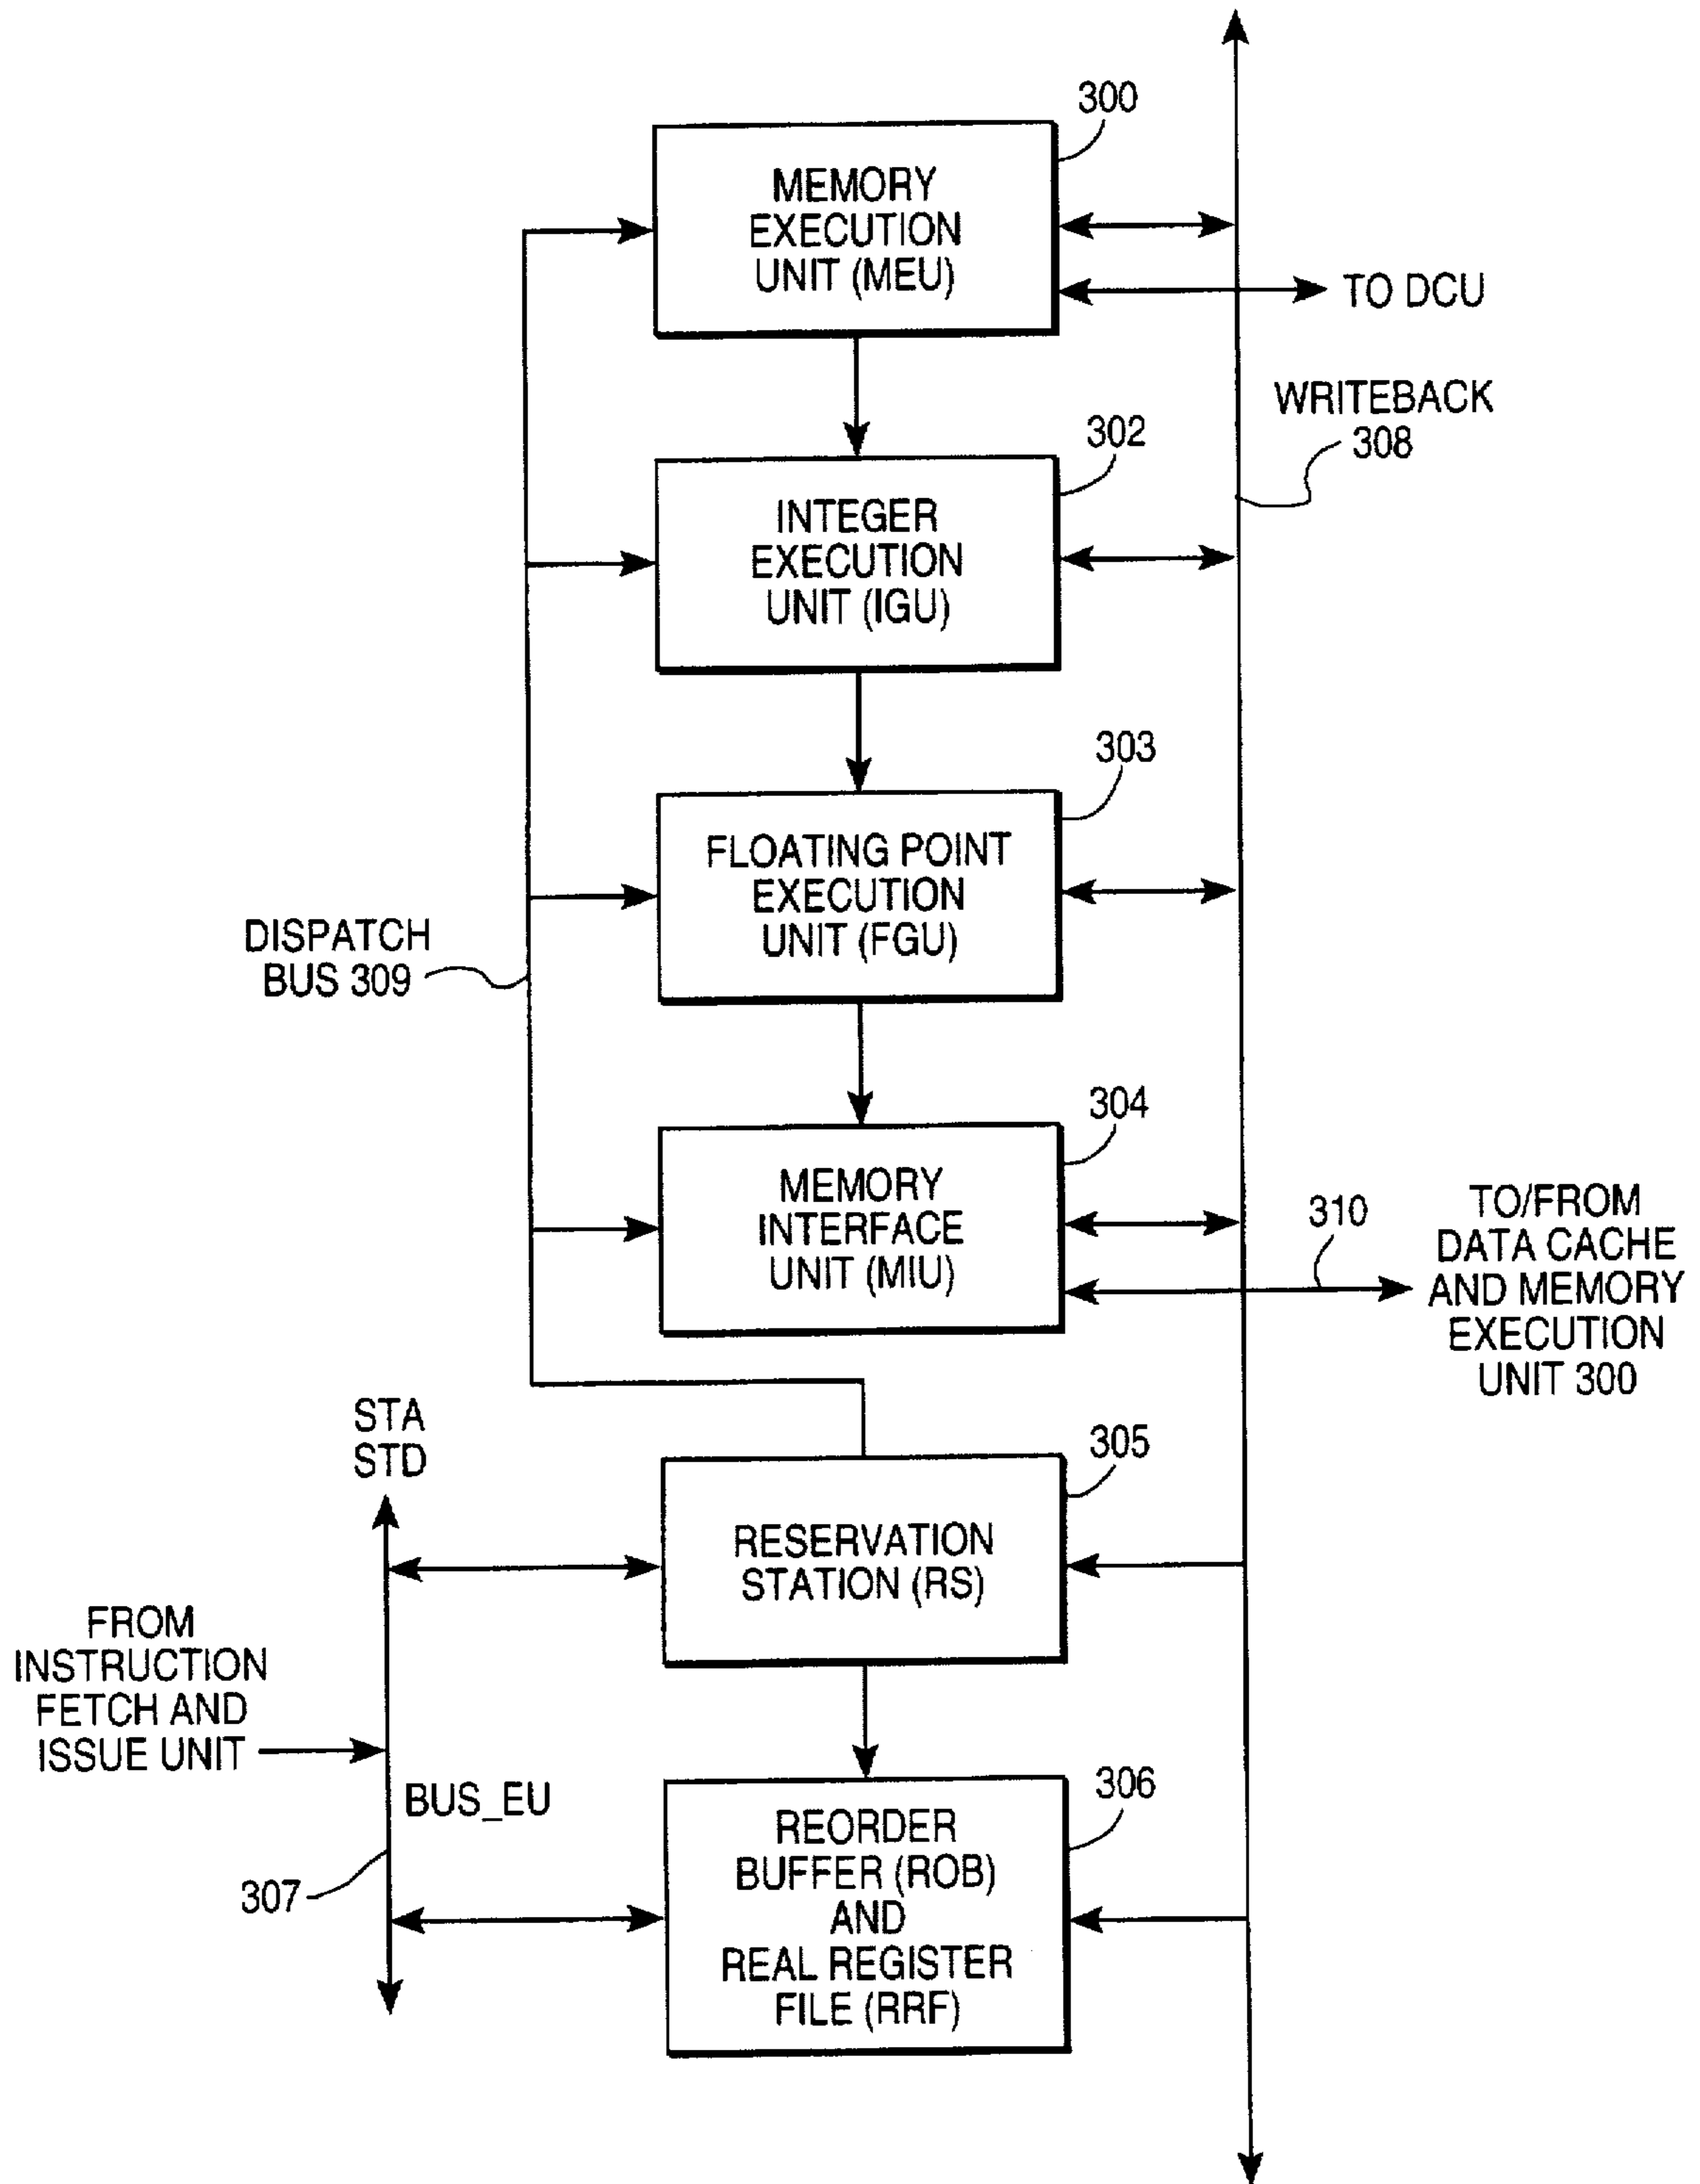 300
MEMORY
EXECUTION
UNIT (MEU)
TO DCU
WRITEBACK
308
302
INTEGER
EXECUTION
UNIT (IGU)
303
FLOATING POINT
EXECUTION
UNIT (FGU)
DISPATCH
BUS 309
304
MEMORY
INTERFACE
UNIT (MIU)
310
TO/FROM
DATA CACHE
AND MEMORY
EXECUTION
UNIT 300
STA
STD
305
RESERVATION
STATION (RS)
FROM
INSTRUCTION
FETCH AND
ISSUE UNIT
BUS_EU
307
306
REORDER
BUFFER (ROB)
AND
REAL REGISTER
FILE (RRF)